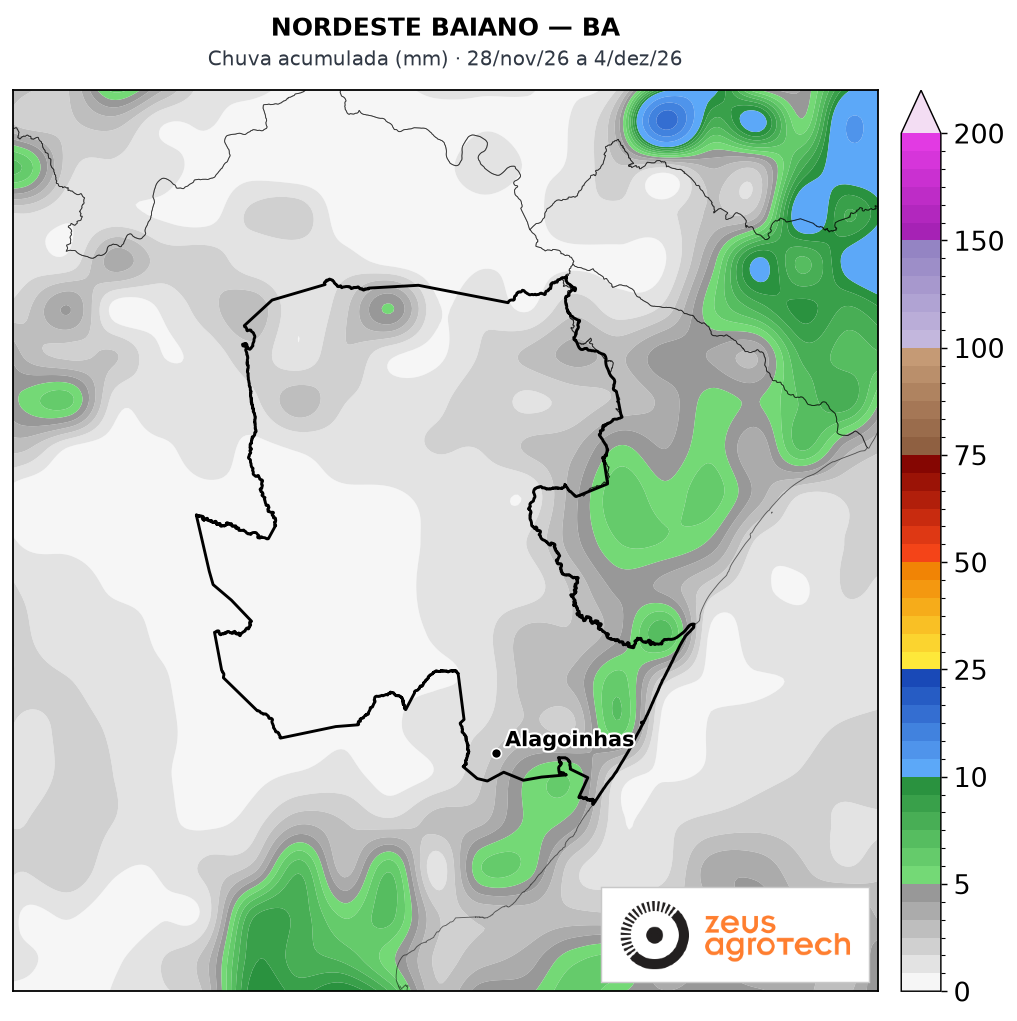 NORDESTE BAIANO — BA
Chuva acumulada (mm) · 28/nov/26 a 4/dez/26
200
150
100
75
50
25
10
5
0
Alagoinhas
zeus
agrotech